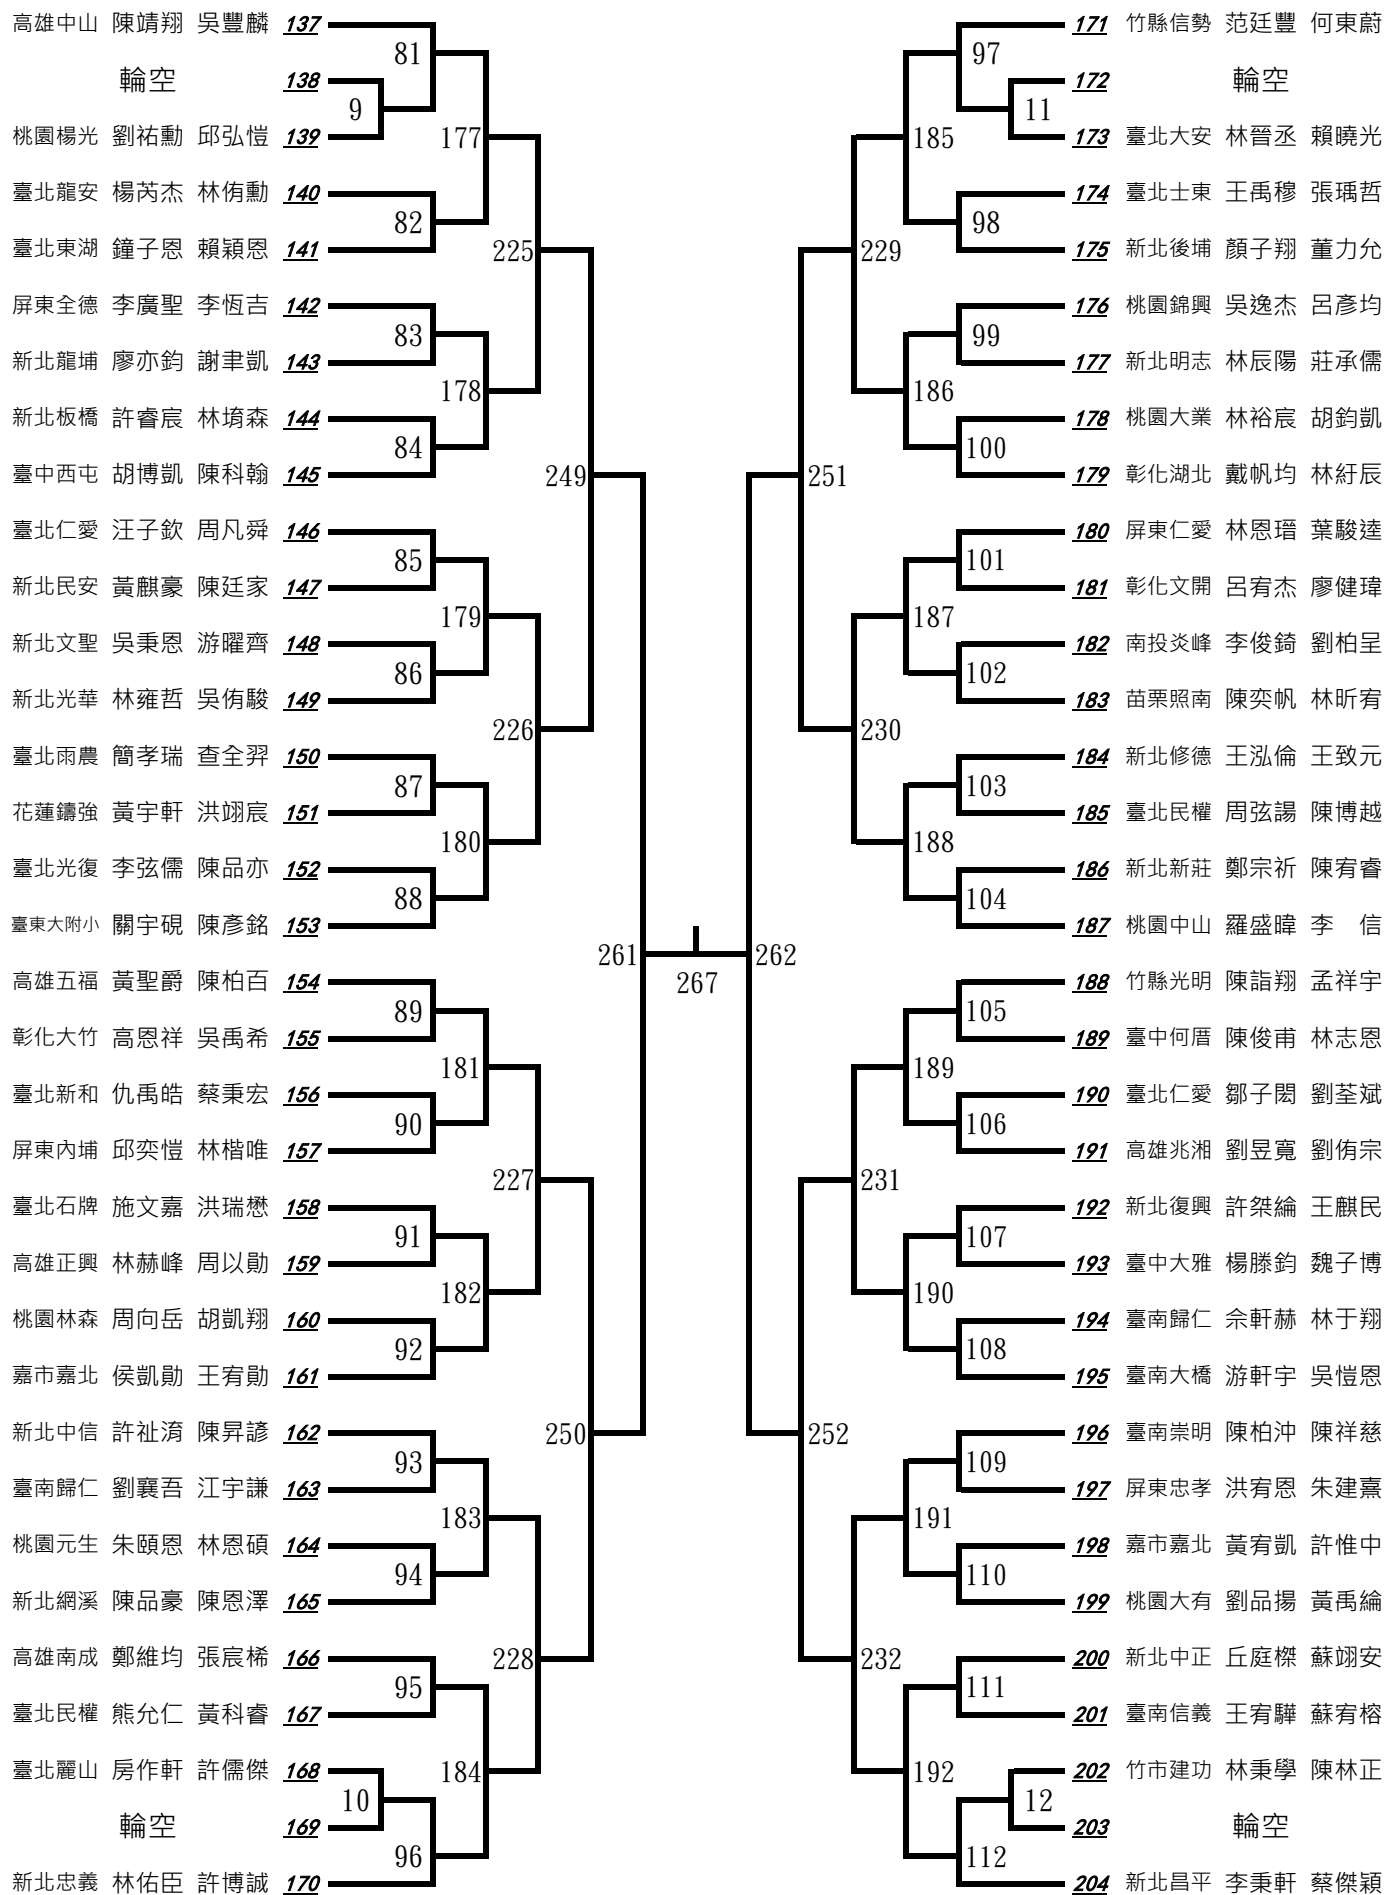 高雄中山 陳靖翔 吳豐麟 137
81
輪空 138
9
桃園楊光 劉祐勳 邱弘愷 139
177
臺北龍安 楊芮杰 林侑勳 140
82
臺北東湖 鐘子恩 賴穎恩 141
225
屏東全德 李廣聖 李恆吉 142
83
新北龍埔 廖亦鈞 謝聿凱 143
178
新北板橋 許睿宸 林堉森 144
84
臺中西屯 胡博凱 陳科翰 145
249
臺北仁愛 汪子欽 周凡舜 146
85
新北民安 黃麒豪 陳廷家 147
179
新北文聖 吳秉恩 游曜齊 148
86
新北光華 林雍哲 吳侑駿 149
226
臺北雨農 簡孝瑞 查全羿 150
87
花蓮鑄強 黃宇軒 洪翊宸 151
180
臺北光復 李弦儒 陳品亦 152
88
臺東大附小 關宇硯 陳彥銘 153
261
267
高雄五福 黃聖爵 陳柏百 154
89
彰化大竹 高恩祥 吳禹希 155
181
臺北新和 仇禹皓 蔡秉宏 156
90
屏東內埔 邱奕愷 林楷唯 157
227
臺北石牌 施文嘉 洪瑞懋 158
91
高雄正興 林赫峰 周以勛 159
182
桃園林森 周向岳 胡凱翔 160
92
嘉市嘉北 侯凱勛 王宥勛 161
250
新北中信 許祉淯 陳昇諺 162
93
臺南歸仁 劉襄吾 江宇謙 163
183
桃園元生 朱頤恩 林恩碩 164
94
新北網溪 陳品豪 陳恩澤 165
228
高雄南成 鄭維均 張宸桸 166
95
臺北民權 熊允仁 黃科睿 167
184
臺北麗山 房作軒 許儒傑 168
10
輪空 169
96
新北忠義 林佑臣 許博誠 170
171 竹縣信勢 范廷豐 何東蔚
97
172 輪空
11
173 臺北大安 林晉丞 賴曉光
185
174 臺北士東 王禹穆 張瑀哲
98
175 新北後埔 顏子翔 董力允
229
176 桃園錦興 吳逸杰 呂彥均
99
177 新北明志 林辰陽 莊承儒
186
178 桃園大業 林裕宸 胡鈞凱
100
179 彰化湖北 戴帆均 林紆辰
251
180 屏東仁愛 林恩瑨 葉駿逵
101
181 彰化文開 呂宥杰 廖健瑋
187
182 南投炎峰 李俊錡 劉柏呈
102
183 苗栗照南 陳奕帆 林昕宥
230
184 新北修德 王泓倫 王致元
103
185 臺北民權 周弦諹 陳博越
188
186 新北新莊 鄭宗祈 陳宥睿
104
187 桃園中山 羅盛暐 李　信
262
188 竹縣光明 陳詣翔 孟祥宇
105
189 臺中何厝 陳俊甫 林志恩
189
190 臺北仁愛 鄒子閎 劉荃斌
106
191 高雄兆湘 劉昱寬 劉侑宗
231
192 新北復興 許桀綸 王麒民
107
193 臺中大雅 楊勝鈞 魏子博
190
194 臺南歸仁 佘軒赫 林于翔
108
195 臺南大橋 游軒宇 吳愷恩
252
196 臺南崇明 陳柏沖 陳祥慈
109
197 屏東忠孝 洪宥恩 朱建熹
191
198 嘉市嘉北 黃宥凱 許惟中
110
199 桃園大有 劉品揚 黃禹綸
232
200 新北中正 丘庭榤 蘇翊安
111
201 臺南信義 王宥驊 蘇宥榕
192
202 竹市建功 林秉學 陳林正
12
203 輪空
112
204 新北昌平 李秉軒 蔡傑穎